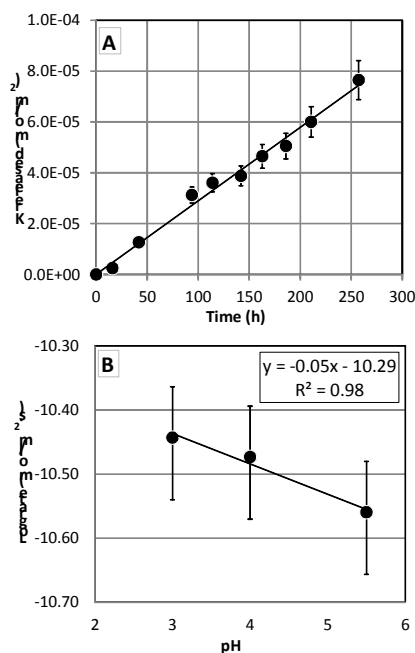 A
1.0E-04
8.0E-05
6.0E-05
4.0E-05
2.0E-05
0.0E+00
0 50 100 150 200 250 300
Time (h)
B
y = -0.05x - 10.29
R² = 0.98
-10.30
-10.40
-10.50
-10.60
-10.70
2 3 4 5 6
pH